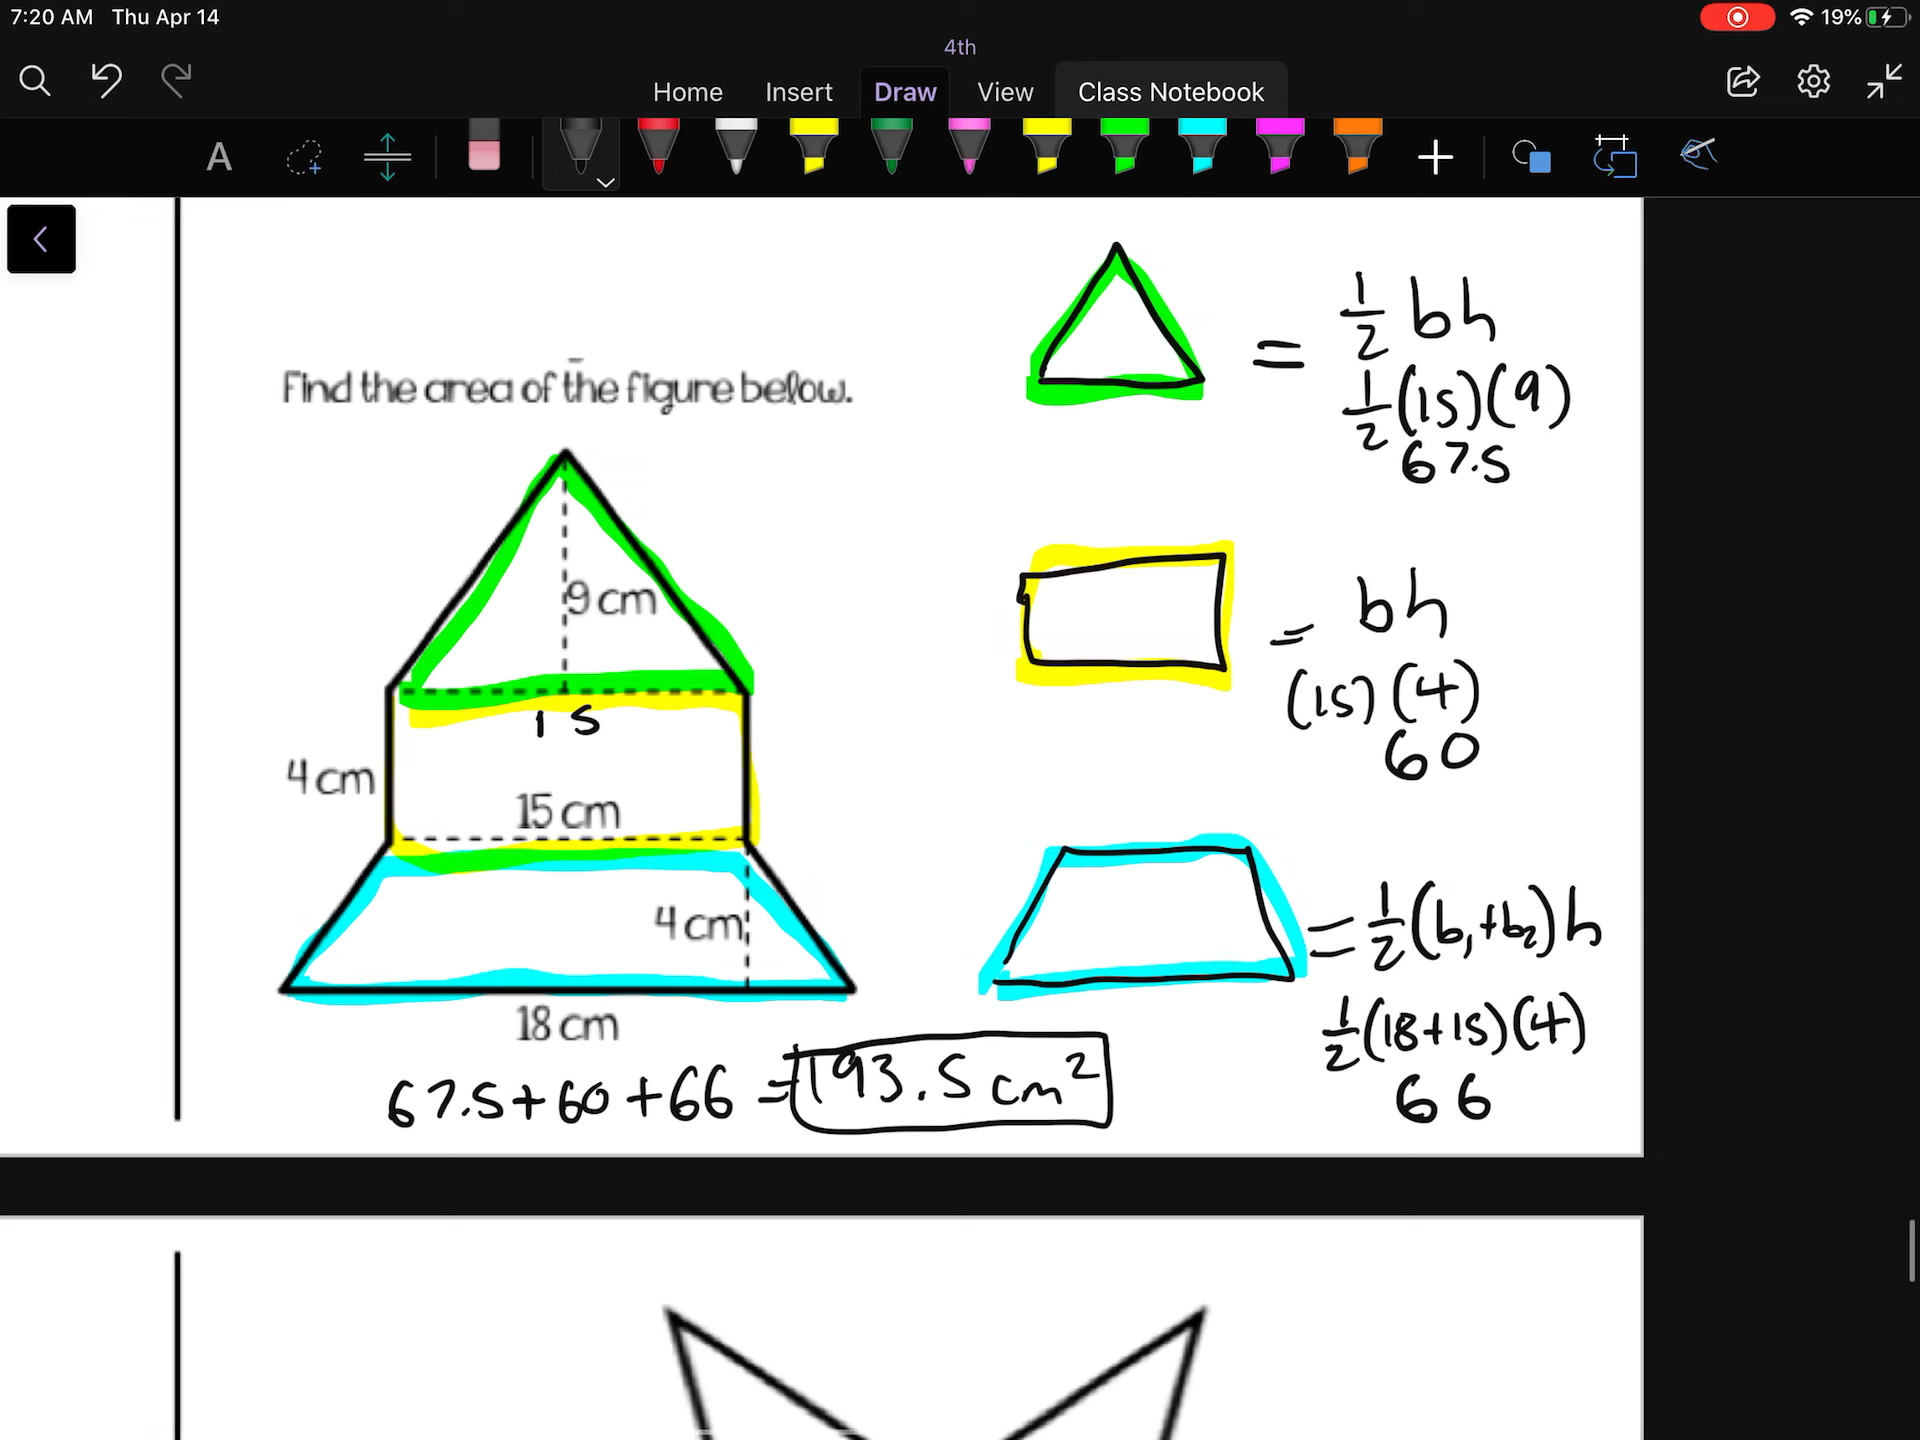 7:20 AM Thu Apr 14
19%
4th
Home Insert Draw View Class Notebook
A
Find the area of the figure below.
9 cm
1 5
4 cm
15 cm
4 cm
18 cm
67.5 + 60 + 66 = 193.5 cm²
= 1/2 bh
1/2 (15)(9)
67.5
= bh
(15)(4)
60
= 1/2 (b₁+b₂)h
1/2 (18+15)(4)
66